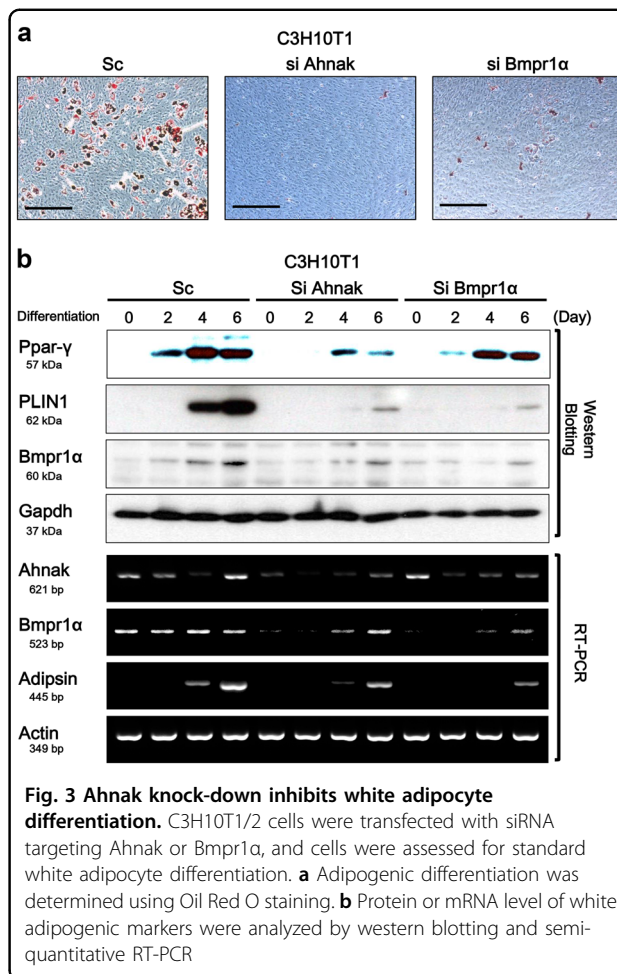 a
C3H10T1
Sc
si Ahnak
si Bmpr1α
b
C3H10T1
Sc
Si Ahnak
Si Bmpr1α
Differentiation 0 2 4 6 0 2 4 6 0 2 4 6 (Day)
Ppar-γ
57 kDa
PLIN1
62 kDa
Bmpr1α
60 kDa
Gapdh
37 kDa
Western
Blotting
Ahnak
621 bp
Bmpr1α
523 bp
Adipsin
445 bp
Actin
349 bp
RT-PCR
Fig. 3 Ahnak knock-down inhibits white adipocyte
differentiation. C3H10T1/2 cells were transfected with siRNA
targeting Ahnak or Bmpr1α, and cells were assessed for standard
white adipocyte differentiation. a Adipogenic differentiation was
determined using Oil Red O staining. b Protein or mRNA level of white
adipogenic markers were analyzed by western blotting and semi-
quantitative RT-PCR